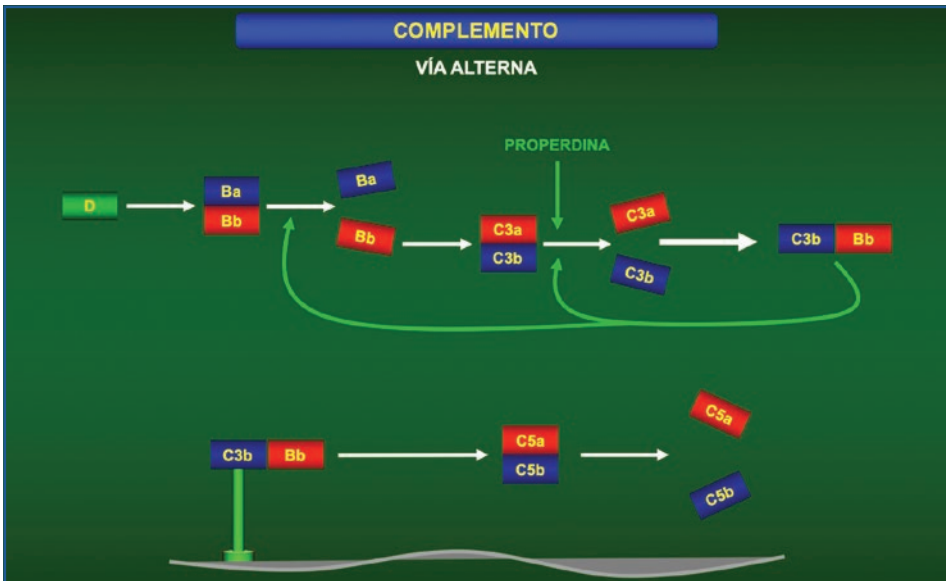 COMPLEMENTO
VÍA ALTERNA
PROPERDINA
D
Ba
Bb
Ba
Bb
C3a
C3b
C3a
C3b
C3b Bb
C3b Bb
C5a
C5b
C5a
C5b